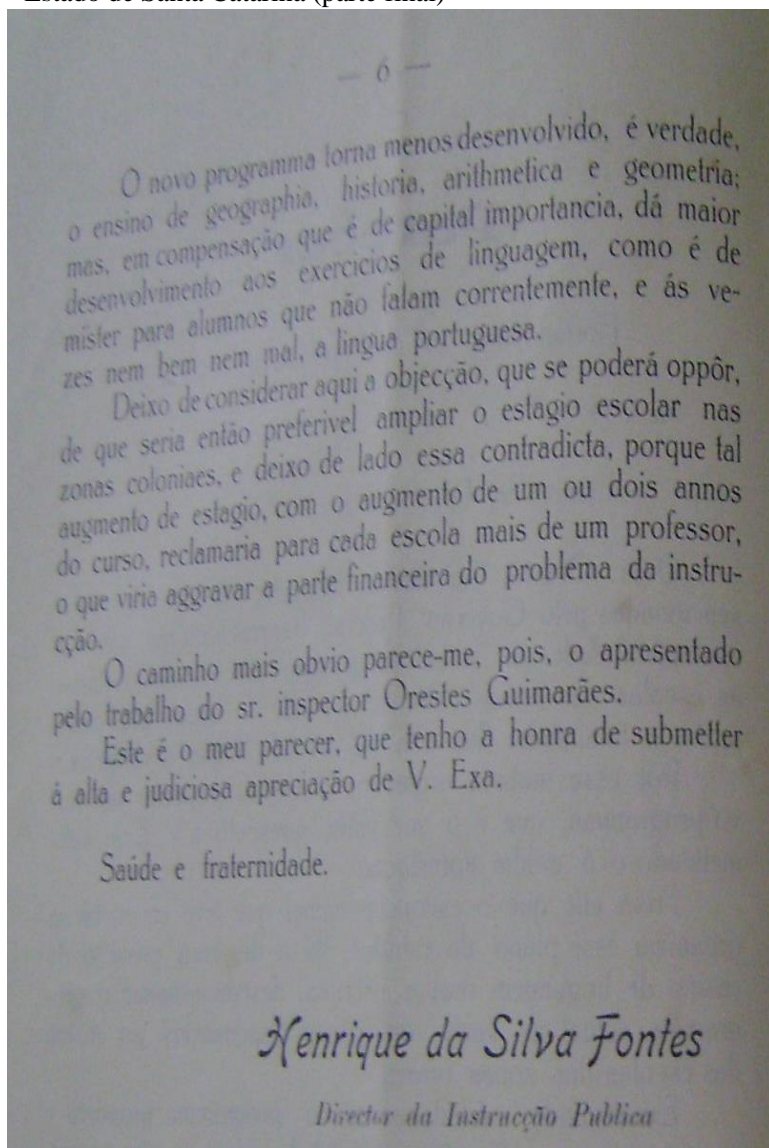 Estado de Santa Catarina (parte final)
— 6 —
O novo programma torna menos desenvolvido, é verdade,
o ensino de geographia, historia, arithmetica e geometria;
mas, em compensação que é de capital importancia, dá maior
desenvolvimento aos exercicios de linguagem, como é de
mister para alumnos que não falam correntemente, e ás ve-
zes nem bem nem mal, a lingua portuguesa.
Deixo de considerar aqui a objecção, que se poderá oppôr,
de que seria então preferivel ampliar o estagio escolar nas
zonas coloniaes, e deixo de lado essa contradicta, porque tal
augmento de estagio, com o augmento de um ou dois annos
do curso, reclamaria para cada escola mais de um professor,
o que viria aggravar a parte financeira do problema da instru-
cção.
O caminho mais obvio parece-me, pois, o apresentado
pelo trabalho do sr. inspector Orestes Guimarães.
Este é o meu parecer, que tenho a honra de submetter
á alta e judiciosa apreciação de V. Exa.
Saúde e fraternidade.
Henrique da Silva Fontes
Director da Instrucção Publica